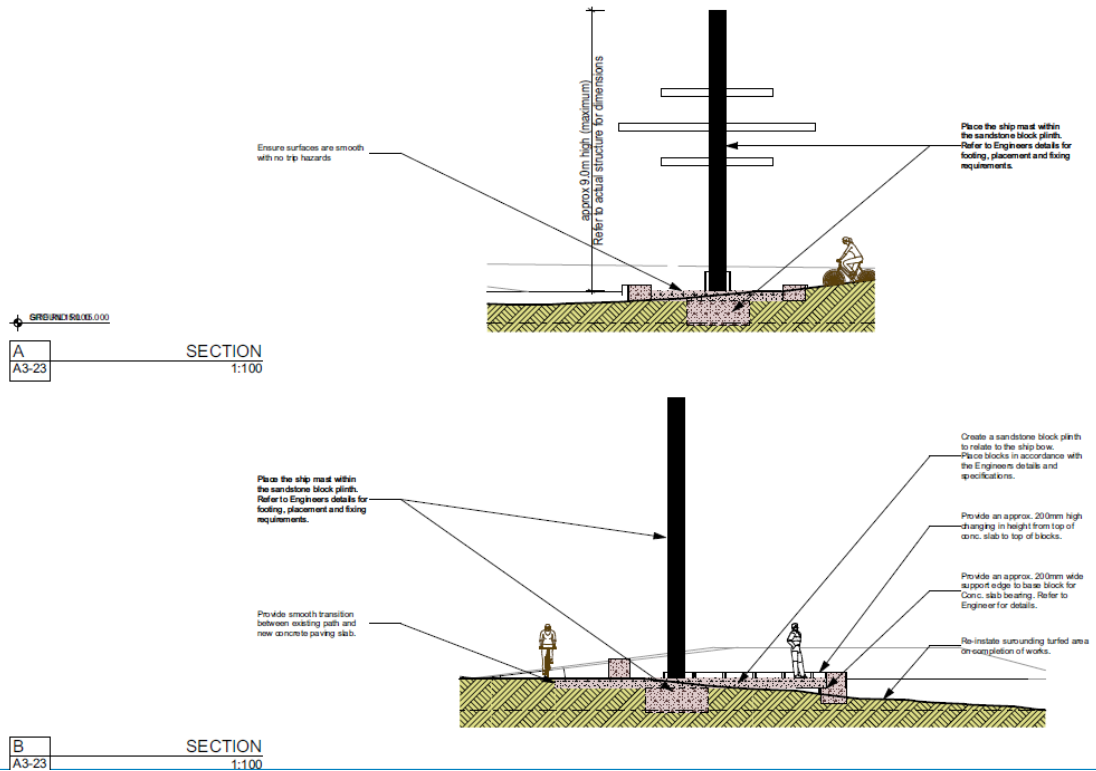 approx 9.0m high (maximum)
Refer to actual structure for dimensions
Ensure surfaces are smooth
with no trip hazards
Place the ship mast within
the sandstone block plinth.
Refer to Engineers details for
footing, placement and fixing
requirements.
A
A3-23
SECTION
1:100
Place the ship mast within
the sandstone block plinth.
Refer to Engineers details for
footing, placement and fixing
requirements.
Provide smooth transition
between existing path and
new concrete paving slab.
Create a sandstone block plinth
to relate to the ship bow.
Place blocks in accordance with
the Engineers details and
specifications.
Provide an approx. 200mm high
changing in height from top of
conc. slab to top of blocks.
Provide an approx. 200mm wide
support edge to base block for
Conc. slab bearing. Refer to
Engineer for details.
Re-instate surounding turfed area
on completion of works.
B
A3-23
SECTION
1:100